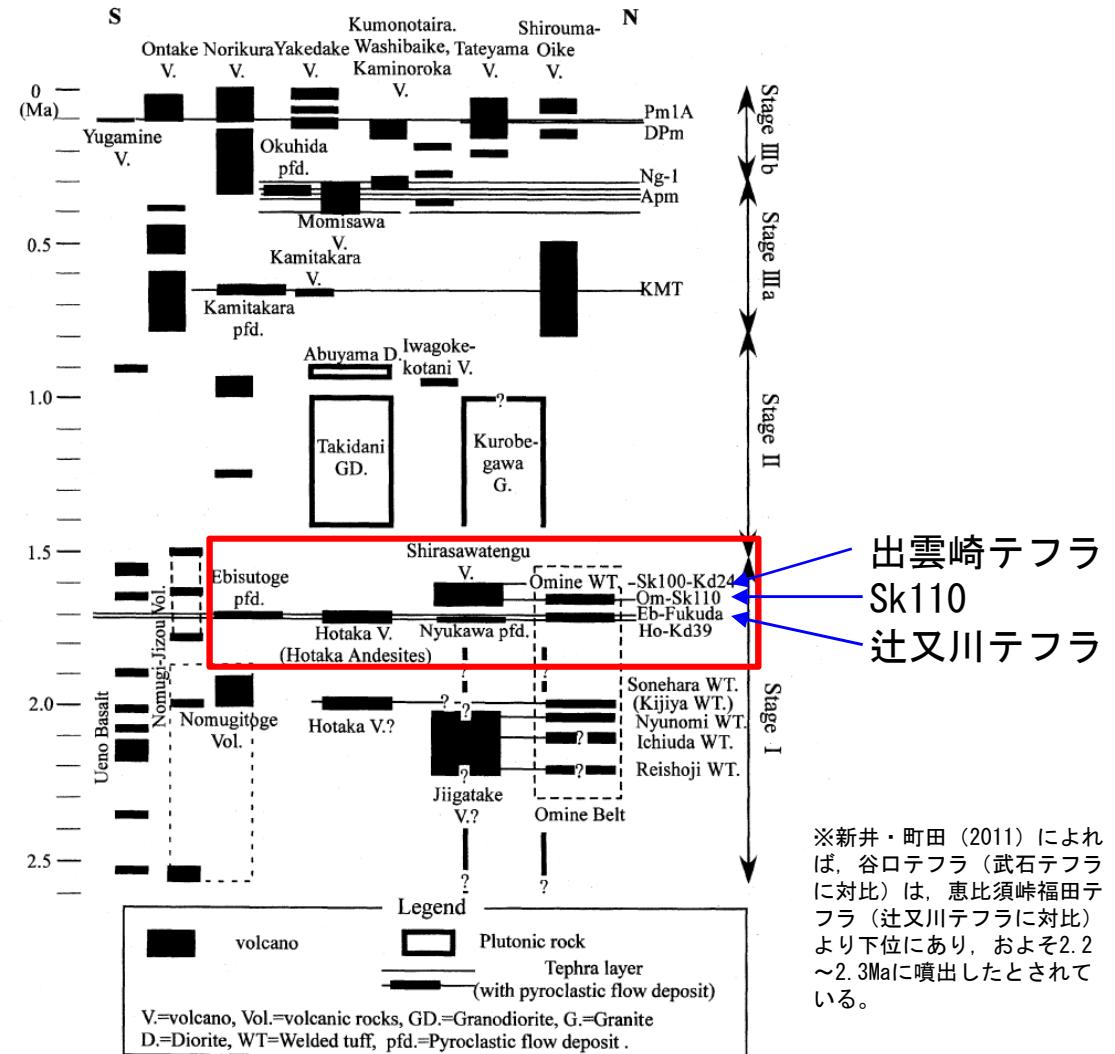 S
N
Ontake
V.
Norikura
V.
Yakedake
V.
Kumonotaira.
Washibaike,
Kaminoroka
V.
Tateyama
V.
Shirouma-
Oike
V.
0
(Ma)
0.5
1.0
1.5
2.0
2.5
Yugamine
V.
Okuhida
pfd.
Momisawa
V.
Kamitakara
V.
Kamitakara
pfd.
Pm1A
DPm
Ng-1
Apm
KMT
Stage Ⅲb
Stage Ⅲa
Stage Ⅱ
Stage Ⅰ
Abuyama D.
Iwagoke-
kotani V.
Takidani
GD.
?
Kurobe-
gawa
G.
Shirasawatengu
V.
Ebisutoge
pfd.
Omine WT.
-Sk100-Kd24
Om-Sk110
Eb-Fukuda
Ho-Kd39
Hotaka V.
(Hotaka Andesites)
Nyukawa pfd.
出雲崎テフラ
Sk110
辻又川テフラ
?
?
Ueno Basalt
Nomugi-Jizou Vol.
Nomugitoge
Vol.
Hotaka V.?
?
?
?
Jiigatake
V.?
?
?
Sonehara WT.
(Kijiya WT.)
Nyunomi WT.
Ichiuda WT.
Reishoji WT.
Omine Belt
?
?
※新井・町田（2011）によれ
ば，谷口テフラ（武石テフラ
に対比）は，恵比須峠福田テ
フラ（辻又川テフラに対比）
より下位にあり，およそ2.2
～2.3Maに噴出したとされて
いる。
Legend
volcano
Plutonic rock
Tephra layer
(with pyroclastic flow deposit)
V.=volcano, Vol.=volcanic rocks, GD.=Granodiorite, G.=Granite
D.=Diorite, WT=Welded tuff, pfd.=Pyroclastic flow deposit .